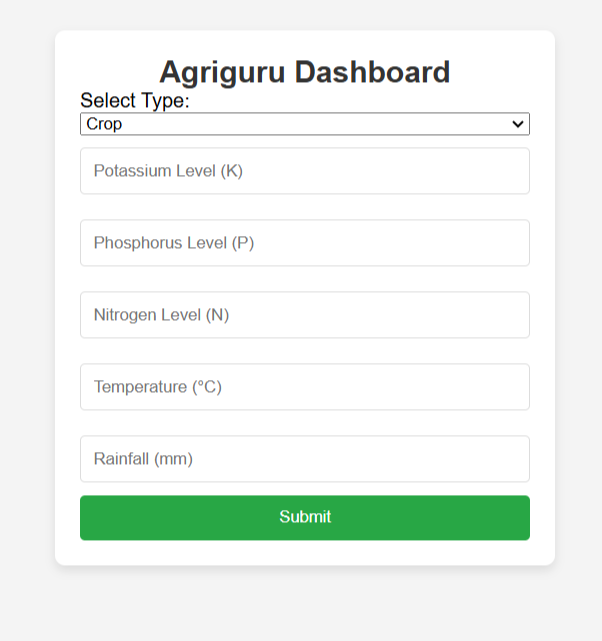 Agriguru Dashboard
Select Type:
Crop
Potassium Level (K)
Phosphorus Level (P)
Nitrogen Level (N)
Temperature (°C)
Rainfall (mm)
Submit